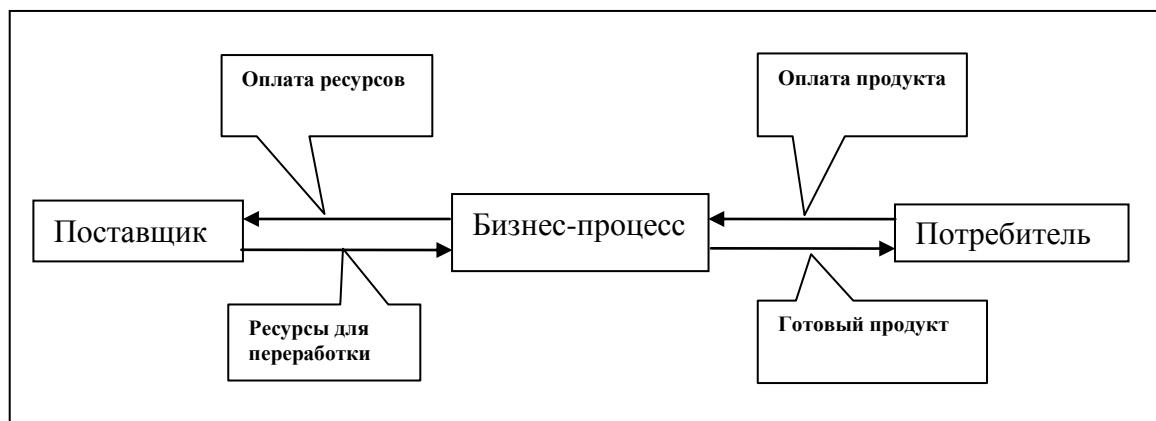 Оплата ресурсов
Оплата продукта
Поставщик
Бизнес-процесс
Потребитель
Ресурсы для
переработки
Готовый продукт